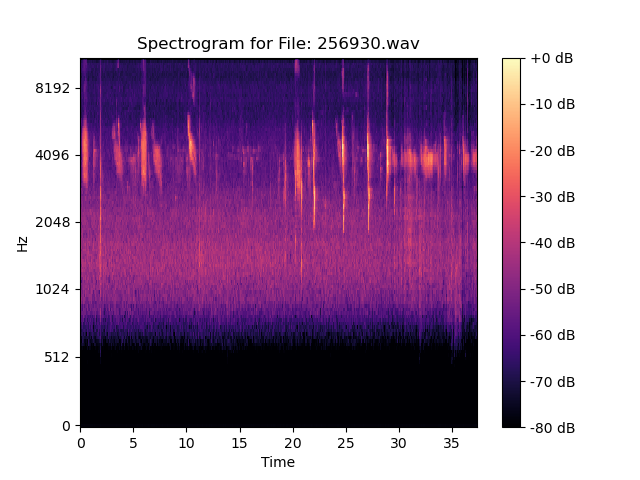 Spectrogram for File: 256930.wav
8192
4096
2048
1024
512
0
Hz
0 5 10 15 20 25 30 35
Time
+0 dB
-10 dB
-20 dB
-30 dB
-40 dB
-50 dB
-60 dB
-70 dB
-80 dB